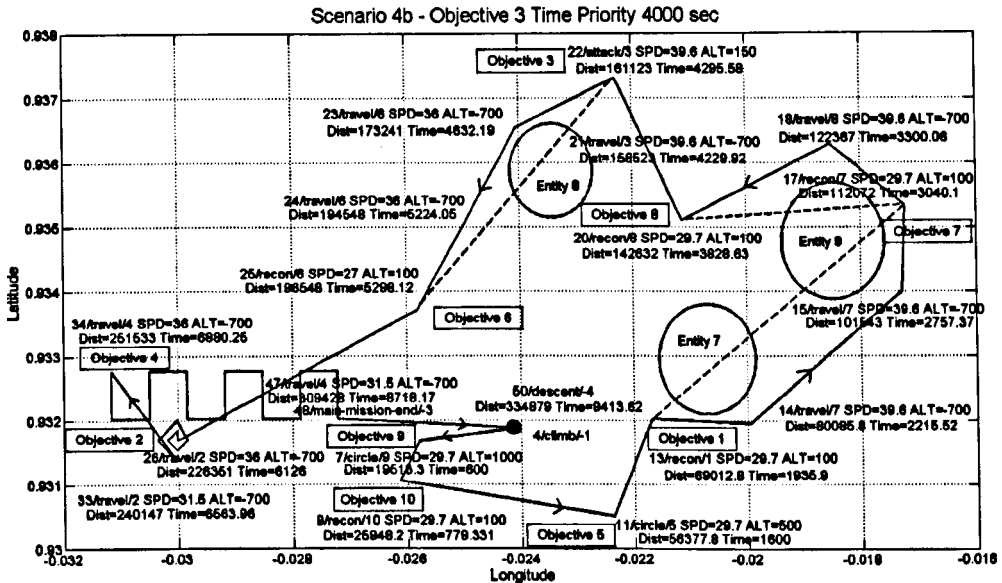 Scenario 4b - Objective 3 Time Priority 4000 sec
0.938
0.937
0.936
0.936
0.934
0.933
0.932
0.931
0.93
Latitude
-0.032
-0.03
-0.028
-0.026
-0.024
-0.022
-0.02
-0.018
-0.016
Longitude
22/attack/3 SPD=39.6 ALT=150
Dist=161123 Time=4295.58
Objective 3
23/travel/6 SPD=36 ALT=-700
Dist=173241 Time=4632.19
21/travel/3 SPD=39.6 ALT=-700
Dist=158523 Time=4229.92
18/travel/8 SPD=39.6 ALT=-700
Dist=122367 Time=3300.06
17/recon/7 SPD=29.7 ALT=100
Dist=112072 Time=3040.1
Entity 8
24/travel/6 SPD=36 ALT=-700
Dist=194548 Time=5224.05
Objective 8
Objective 7
20/recon/8 SPD=29.7 ALT=100
Dist=142632 Time=3828.63
Entity 9
25/recon/6 SPD=27 ALT=100
Dist=196548 Time=5298.12
Objective 6
15/travel/7 SPD=39.6 ALT=-700
Dist=101543 Time=2757.37
34/travel/4 SPD=36 ALT=-700
Dist=251533 Time=6880.25
Objective 4
Entity 7
47/travel/4 SPD=31.5 ALT=-700
Dist=309428 Time=8718.17
48/main-mission-end/-3
50/descent/-4
Dist=334879 Time=9413.62
4/climb/-1
14/travel/7 SPD=39.6 ALT=-700
Dist=80095.8 Time=2215.52
Objective 2
Objective 9
Objective 1
26/travel/2 SPD=36 ALT=-700
Dist=226351 Time=6126
7/circle/9 SPD=29.7 ALT=1000
Dist=19516.3 Time=600
13/recon/1 SPD=29.7 ALT=100
Dist=69012.8 Time=1935.9
33/travel/2 SPD=31.5 ALT=-700
Dist=240147 Time=6563.96
Objective 10
9/recon/10 SPD=29.7 ALT=100
Dist=25948.2 Time=779.331
Objective 5
11/circle/5 SPD=29.7 ALT=500
Dist=56377.8 Time=1600